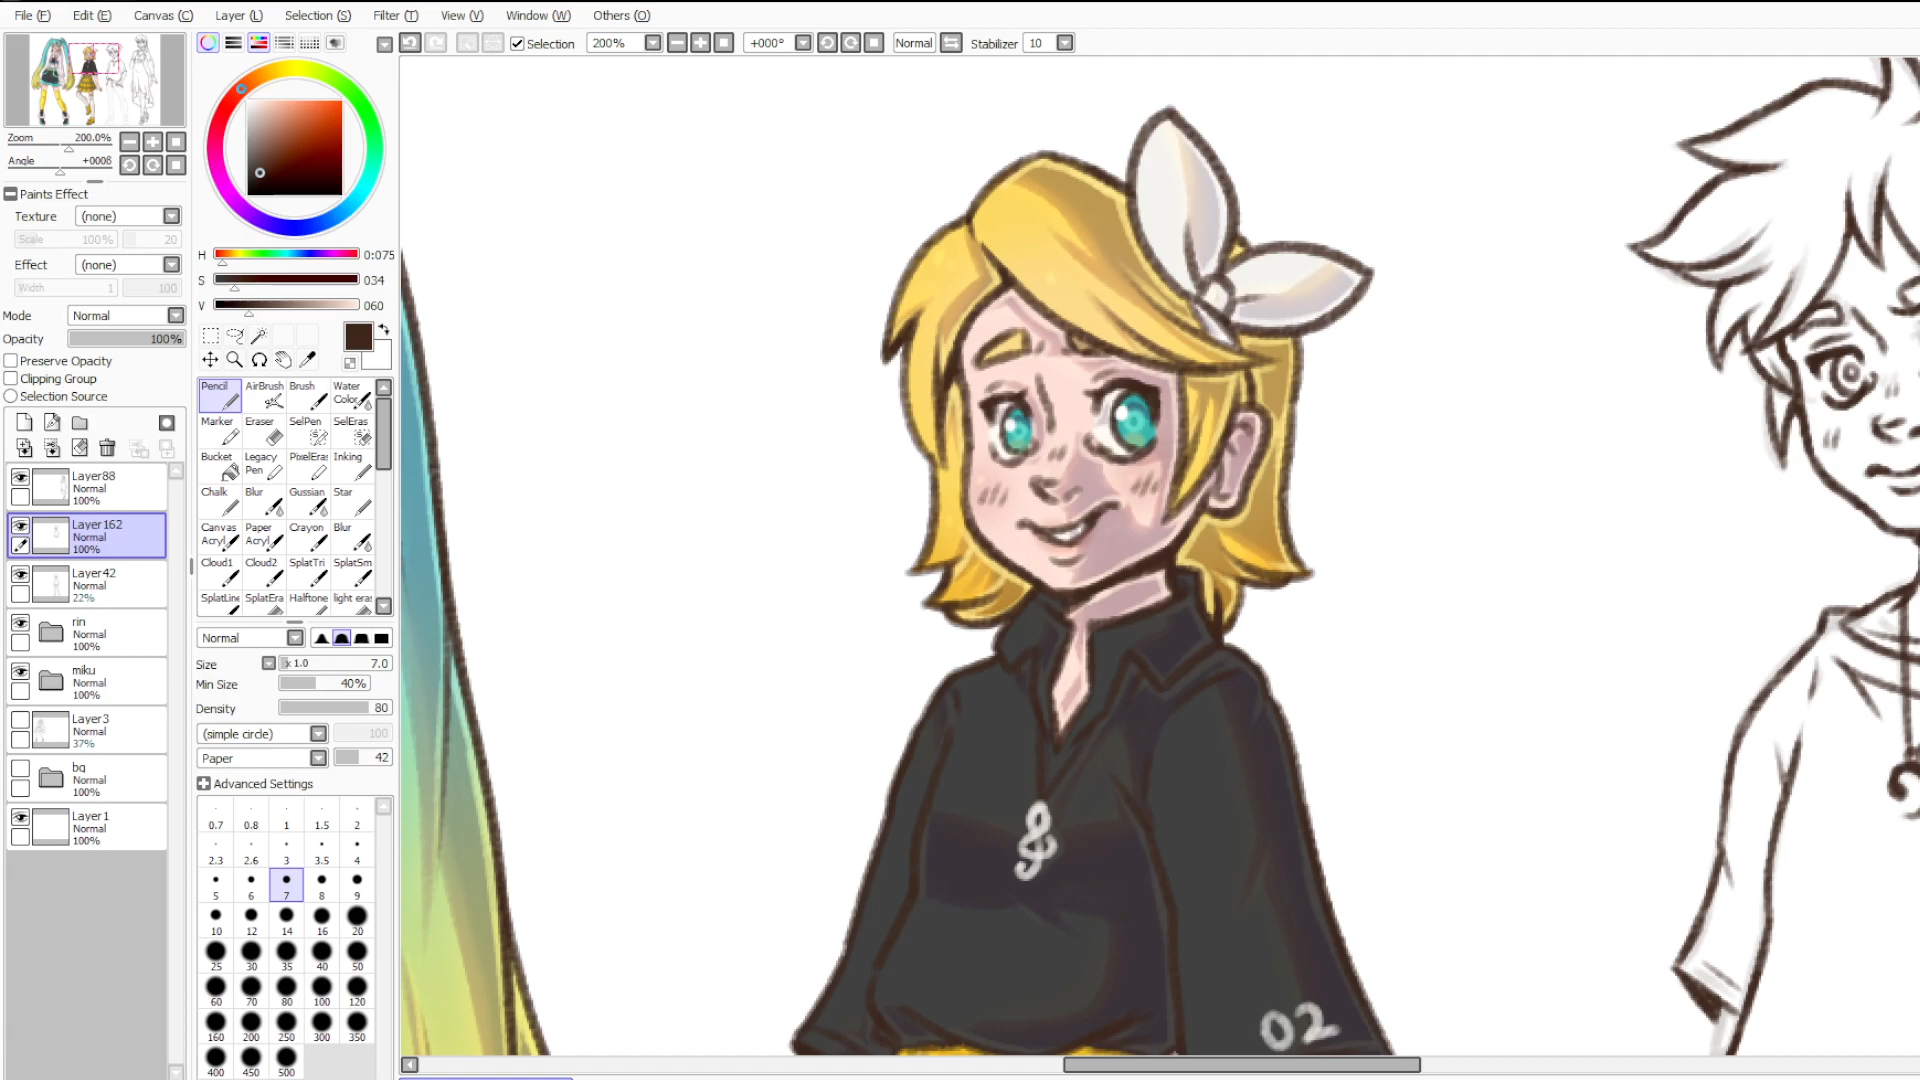 File (F) Edit (E) Canvas (C) Layer (L) Selection (S) Filter (T) View (V) Window (W) Others (O)
Selection 200% +000° Normal Stabilizer 10
Zoom 200.0%
Angle +0008
Paints Effect
Texture (none)
Scale 100% 20
Effect (none)
Width 1 100
Mode Normal
Opacity 100%
Preserve Opacity
Clipping Group
Selection Source
Layer88
Normal
100%
Layer162
Normal
100%
Layer42
Normal
22%
rin
Normal
100%
miku
Normal
100%
Layer3
Normal
37%
bg
Normal
100%
Layer1
Normal
100%
H 0:075
S 034
V 060
Pencil AirBrush Brush Water Color
Marker Eraser SelPen SelEras
Bucket Legacy Pen PixelEra Inking
Chalk Blur Gussian Star
Canvas Acryl Paper Acryl Crayon Blur
Cloud1 Cloud2 SplatTri SplatSm
SplatLine SplatEra Halftone light era
Normal
Size x 1.0 7.0
Min Size 40%
Density 80
(simple circle) 100
Paper 42
Advanced Settings
0.7 0.8 1 1.5 2
2.3 2.6 3 3.5 4
5 6 7 8 9
10 12 14 16 20
25 30 35 40 50
60 70 80 100 120
160 200 250 300 350
400 450 500
02